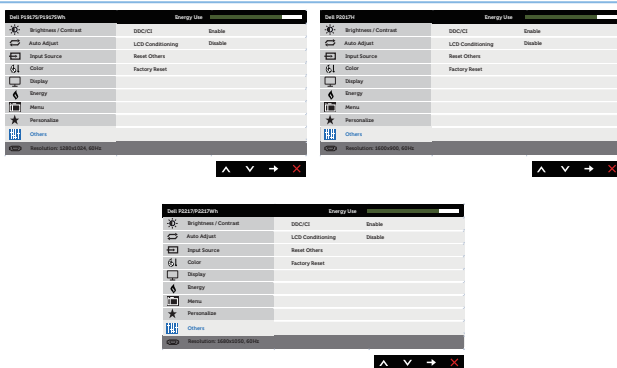 Dell P1917S/P1917SWh Energy Use
Brightness / Contrast DDC/CI Enable
Auto Adjust LCD Conditioning Disable
Input Source Reset Others
Color Factory Reset
Display
Energy
Menu
Personalize
Others
Resolution: 1280x1024, 60Hz
Dell P2017H Energy Use
Brightness / Contrast DDC/CI Enable
Auto Adjust LCD Conditioning Disable
Input Source Reset Others
Color Factory Reset
Display
Energy
Menu
Personalize
Others
Resolution: 1600x900, 60Hz
Dell P2217/P2217Wh Energy Use
Brightness / Contrast DDC/CI Enable
Auto Adjust LCD Conditioning Disable
Input Source Reset Others
Color Factory Reset
Display
Energy
Menu
Personalize
Others
Resolution: 1680x1050, 60Hz